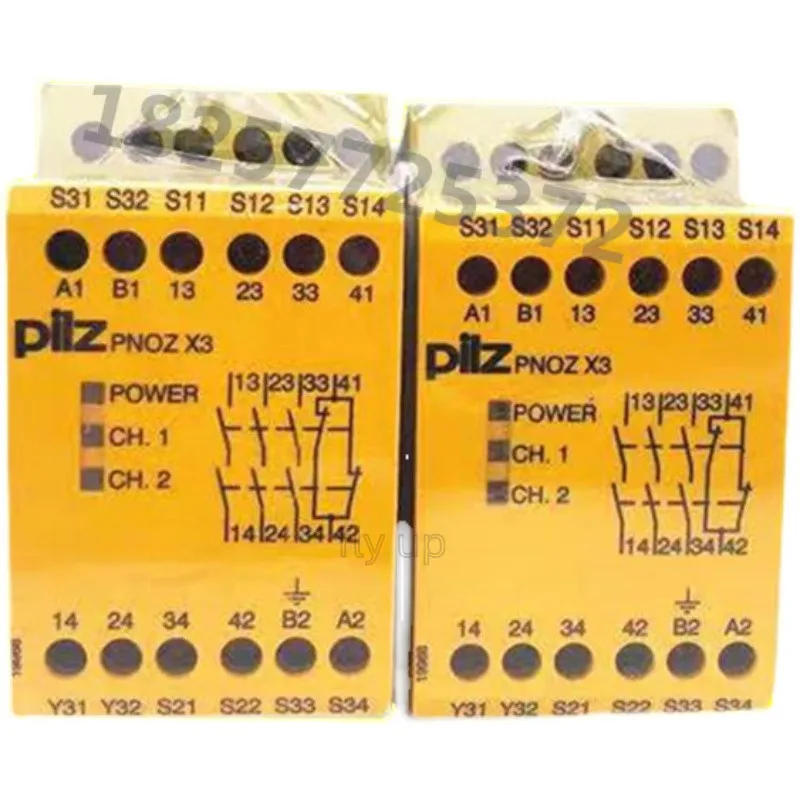 18257725372
S31 S32 S11 S12 S13 S14
A1 B1 13 23 33 41
pilz PNOZ X3
POWER
CH. 1
CH. 2
13 23 33 41
14 24 34 42
14 24 34 42 B2 A2
Y31 Y32 S21 S22 S33 S34
S31 S32 S11 S12 S13 S14
A1 B1 13 23 33 41
pilz PNOZ X3
POWER
CH. 1
CH. 2
13 23 33 41
14 24 34 42
14 24 34 42 B2 A2
Y31 Y32 S21 S22 S33 S34
fly up